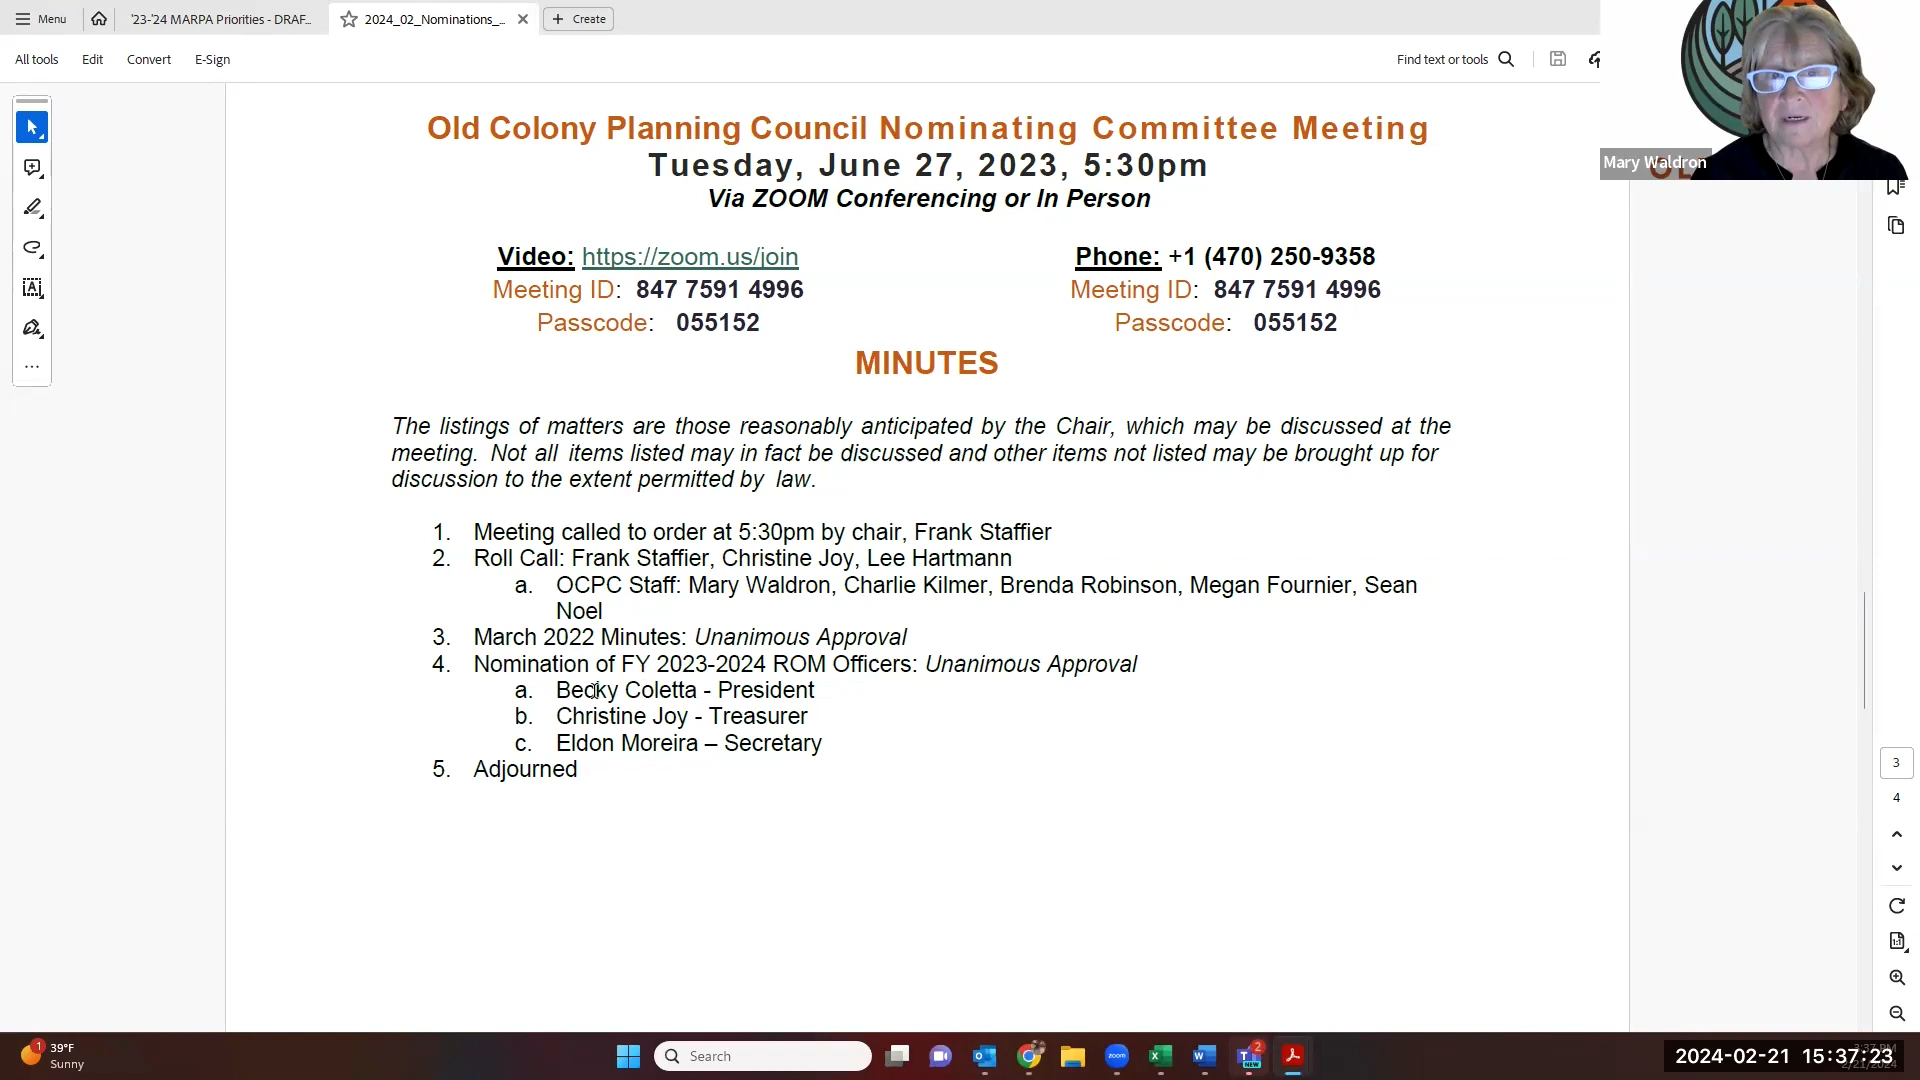 Menu
'23-'24 MARPA Priorities - DRAF...
2024_02_Nominations_...
Create
All tools
Edit
Convert
E-Sign
Find text or tools
Mary Waldron
Old Colony Planning Council Nominating Committee Meeting
Tuesday, June 27, 2023, 5:30pm
Via ZOOM Conferencing or In Person
Video: https://zoom.us/join
Meeting ID: 847 7591 4996
Passcode: 055152
Phone: +1 (470) 250-9358
Meeting ID: 847 7591 4996
Passcode: 055152
MINUTES
The listings of matters are those reasonably anticipated by the Chair, which may be discussed at the
meeting. Not all items listed may in fact be discussed and other items not listed may be brought up for
discussion to the extent permitted by law.
1. Meeting called to order at 5:30pm by chair, Frank Staffier
2. Roll Call: Frank Staffier, Christine Joy, Lee Hartmann
a. OCPC Staff: Mary Waldron, Charlie Kilmer, Brenda Robinson, Megan Fournier, Sean
Noel
3. March 2022 Minutes: Unanimous Approval
4. Nomination of FY 2023-2024 ROM Officers: Unanimous Approval
a. Becky Coletta - President
b. Christine Joy - Treasurer
c. Eldon Moreira – Secretary
5. Adjourned
3
4
1
39°F
Sunny
Search
zoom
2
NEW
2024-02-21 15:37:23